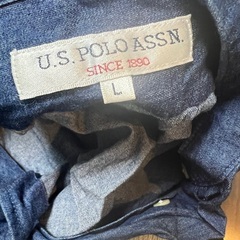 U.S. POLO ASSN.
SINCE 1890
L